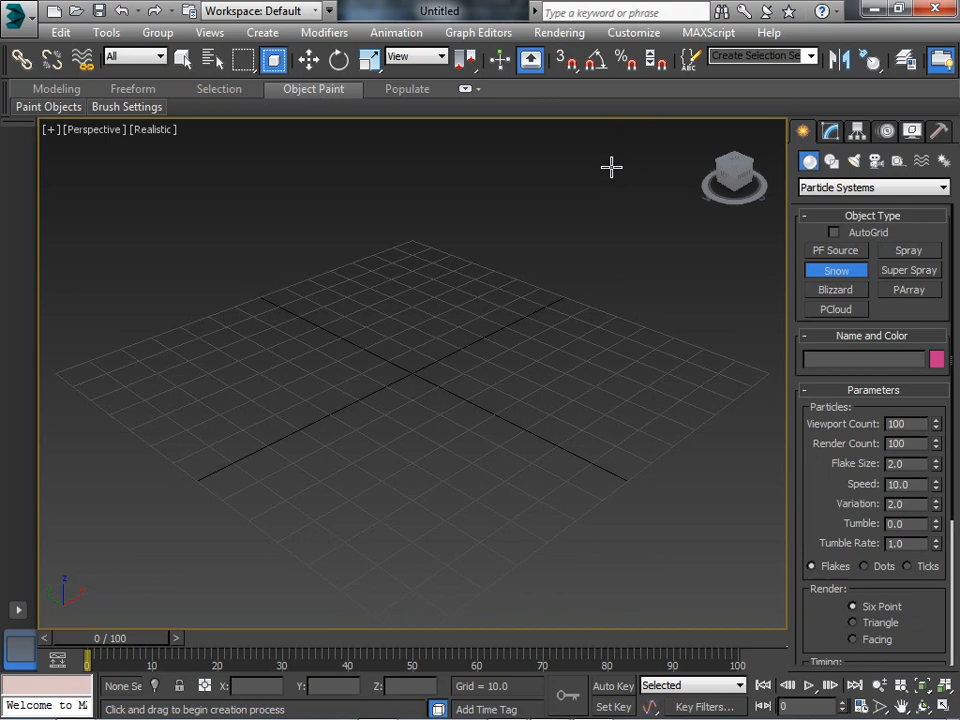 Workspace: Default
Untitled
Type a keyword or phrase
Edit Tools Group Views Create Modifiers Animation Graph Editors Rendering Customize MAXScript Help
All
View
3
Create Selection Se
Modeling Freeform Selection Object Paint Populate
Paint Objects Brush Settings
[+] [Perspective] [Realistic]
Particle Systems
- Object Type
AutoGrid
PF Source Spray
Snow Super Spray
Blizzard PArray
PCloud
- Name and Color
- Parameters
Particles:
Viewport Count: 100
Render Count: 100
Flake Size: 2.0
Speed: 10.0
Variation: 2.0
Tumble: 0.0
Tumble Rate: 1.0
Flakes Dots Ticks
Render:
Six Point
Triangle
Facing
Timing:
z
< 0 / 100 >
0 10 20 30 40 50 60 70 80 90 100
None Se X: Y: Z: Grid = 10.0 Auto Key Selected
Welcome to M Click and drag to begin creation process Add Time Tag Set Key Key Filters... 0